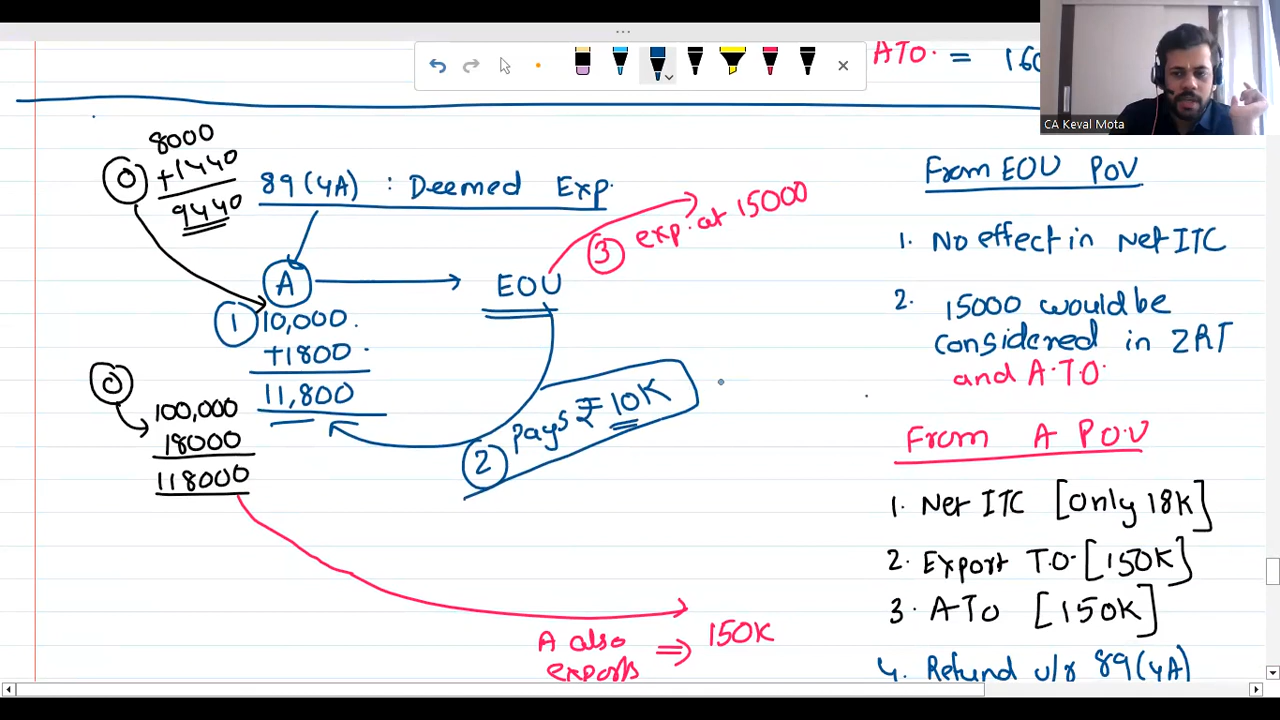 ATO. = 160
CA Keval Mota
8000
+1440
9440
0
89 (4A) : Deemed Exp.
A
EOU
3 exp. at 15000
1 10,000.
+1800.
11,800
2 Pays ₹ 10K
0
100,000
18000
118000
A also exports ⇒ 150K
From EOU POV
1. No effect in Net ITC
2. 15000 would be
considered in ZRT
and A.T.O.
From A P.O.V
1. Net ITC [Only 18K]
2. Export T.O. [150K]
3. ATO [150K]
4. Refund u/r 89(4A)